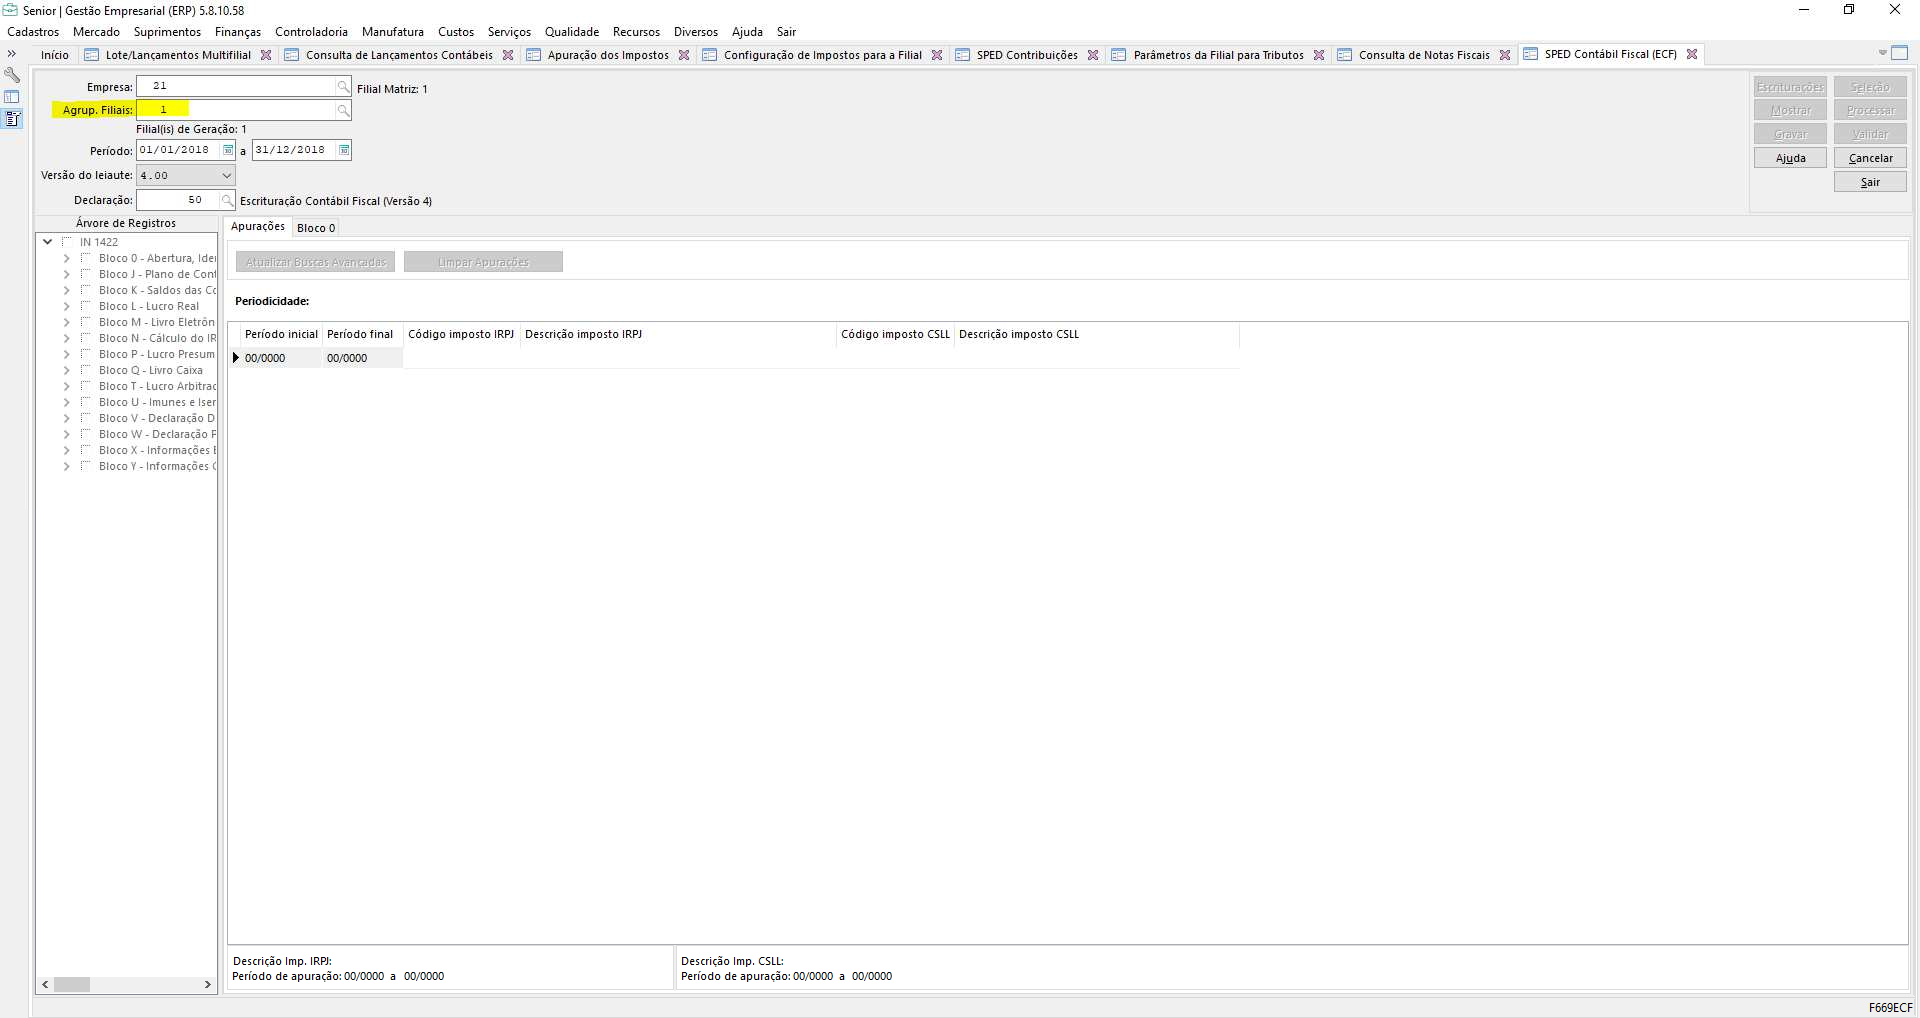 Senior | Gestão Empresarial (ERP) 5.8.10.58
Cadastros Mercado Suprimentos Finanças Controladoria Manufatura Custos Serviços Qualidade Recursos Diversos Ajuda Sair
Início Lote/Lançamentos Multifilial Consulta de Lançamentos Contábeis Apuração dos Impostos Configuração de Impostos para a Filial SPED Contribuições Parâmetros da Filial para Tributos Consulta de Notas Fiscais SPED Contábil Fiscal (ECF)
Empresa: 21 Filial Matriz: 1
Agrup. Filiais: 1
Filial(is) de Geração: 1
Período: 01/01/2018 a 31/12/2018
Versão do leiaute: 4.00
Declaração: 50 Escrituração Contábil Fiscal (Versão 4)
Escriturações Seleção
Mostrar Processar
Gravar Validar
Ajuda Cancelar
Sair
Árvore de Registros
IN 1422
Bloco 0 - Abertura, Ide
Bloco J - Plano de Con
Bloco K - Saldos das C
Bloco L - Lucro Real
Bloco M - Livro Eletrôn
Bloco N - Cálculo do IR
Bloco P - Lucro Presum
Bloco Q - Livro Caixa
Bloco T - Lucro Arbitra
Bloco U - Imunes e Iser
Bloco V - Declaração D
Bloco W - Declaração P
Bloco X - Informações E
Bloco Y - Informações
Apurações Bloco 0
Atualizar Buscas Avançadas Limpar Apurações
Periodicidade:
Período inicial Período final Código imposto IRPJ Descrição imposto IRPJ Código imposto CSLL Descrição imposto CSLL
00/0000 00/0000
Descrição Imp. IRPJ:
Período de apuração: 00/0000 a 00/0000
Descrição Imp. CSLL:
Período de apuração: 00/0000 a 00/0000
F669ECF